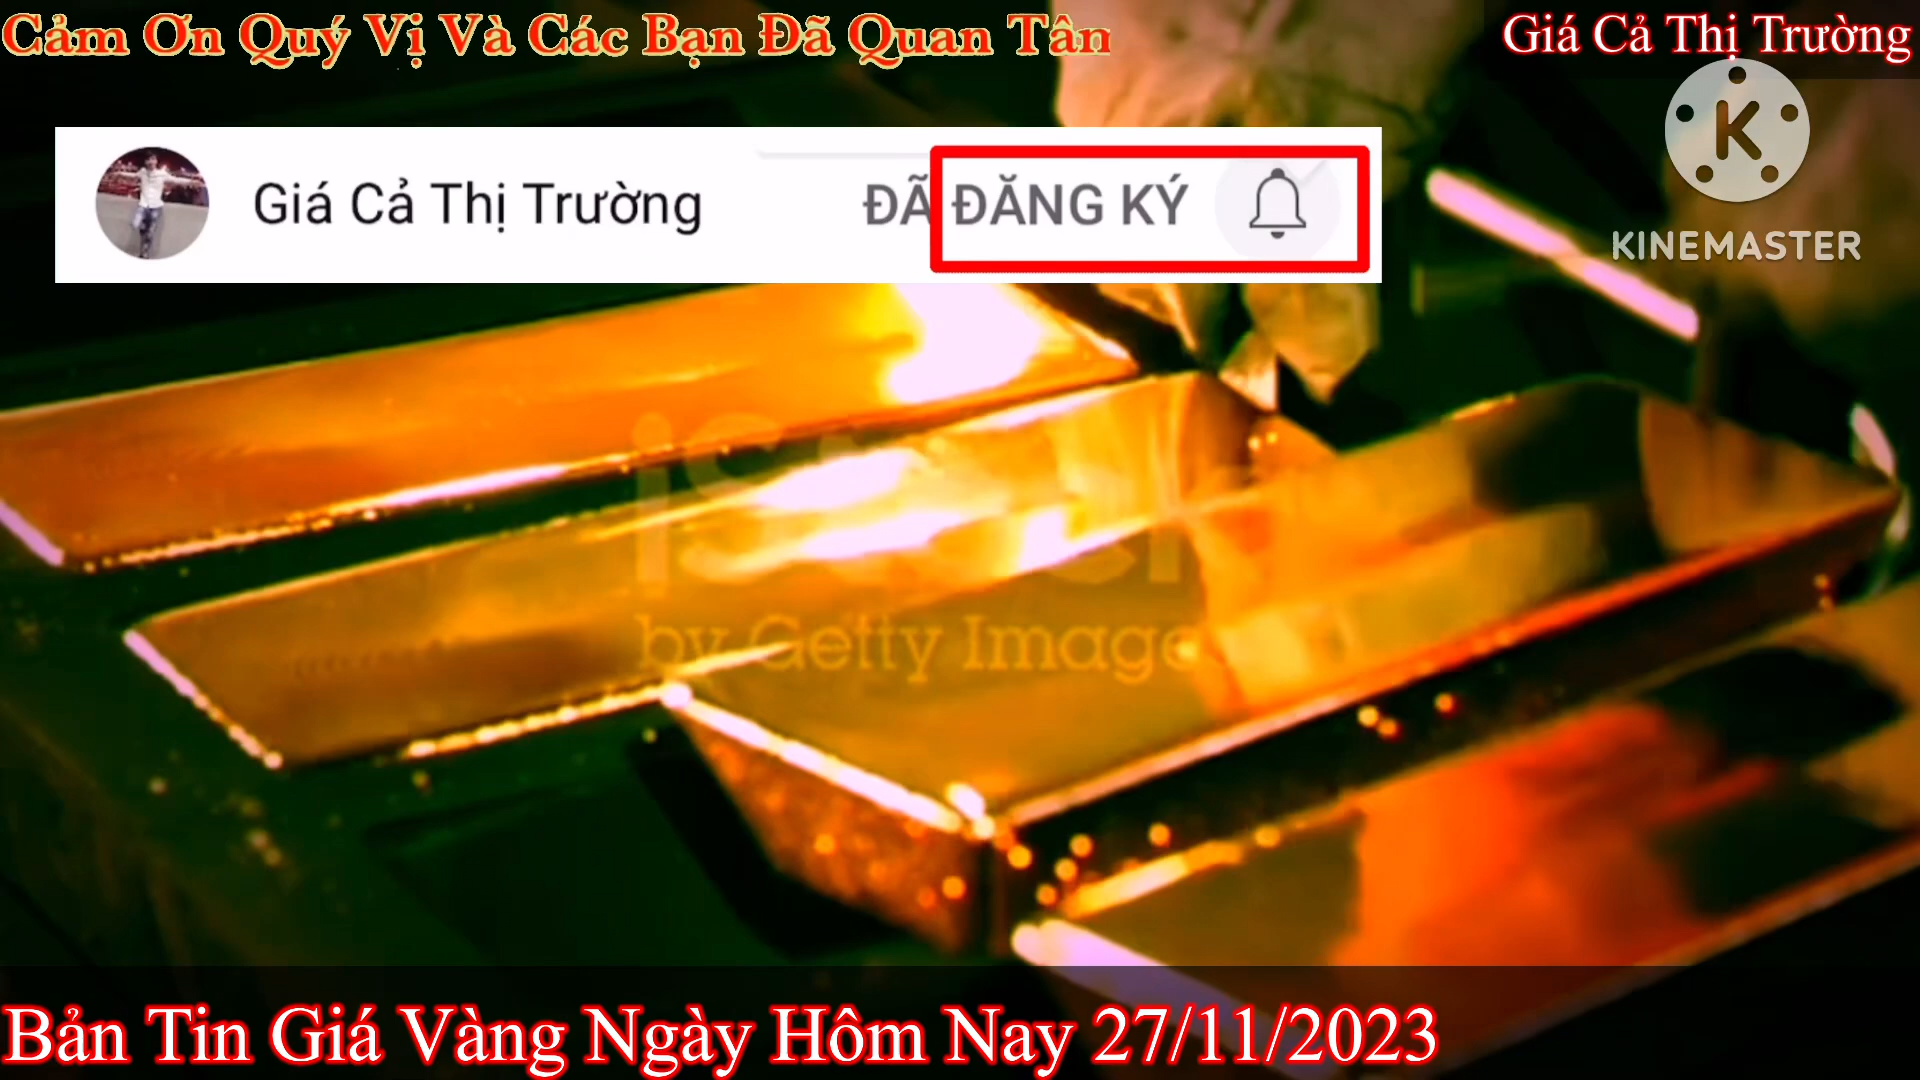 Cảm Ơn Quý Vị Và Các Bạn Đã Quan Tân
Giá Cả Thị Trường
K
KINEMASTER
Giá Cả Thị Trường
ĐÃ ĐĂNG KÝ
by Getty Image
Bản Tin Giá Vàng Ngày Hôm Nay 27/11/2023